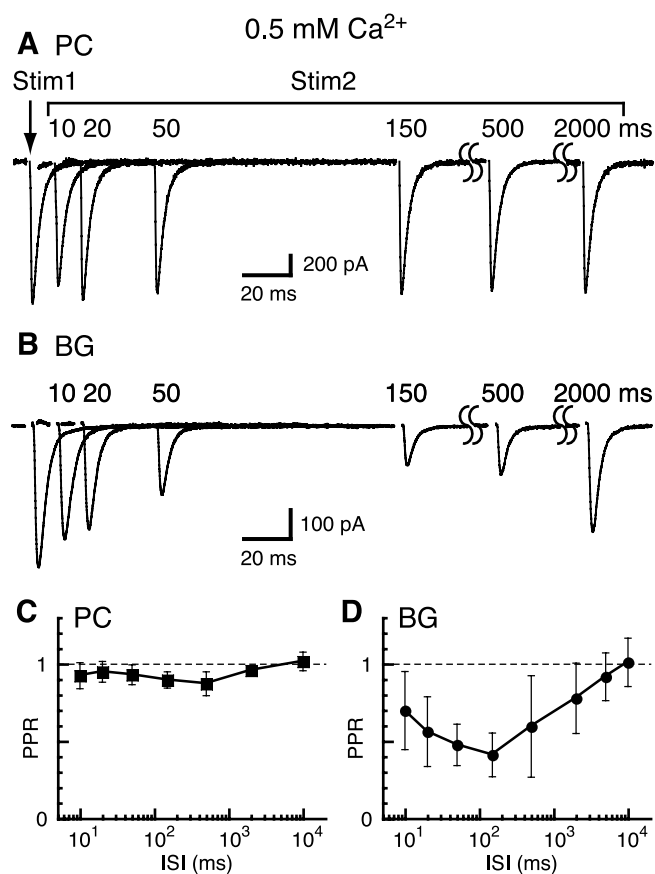 0.5 mM Ca²⁺
A PC
Stim1 Stim2
10 20 50 150 500 2000 ms
200 pA
20 ms
B BG
10 20 50 150 500 2000 ms
100 pA
20 ms
C PC
1
PPR
0
10¹ 10² 10³ 10⁴
ISI (ms)
D BG
1
PPR
0
10¹ 10² 10³ 10⁴
ISI (ms)